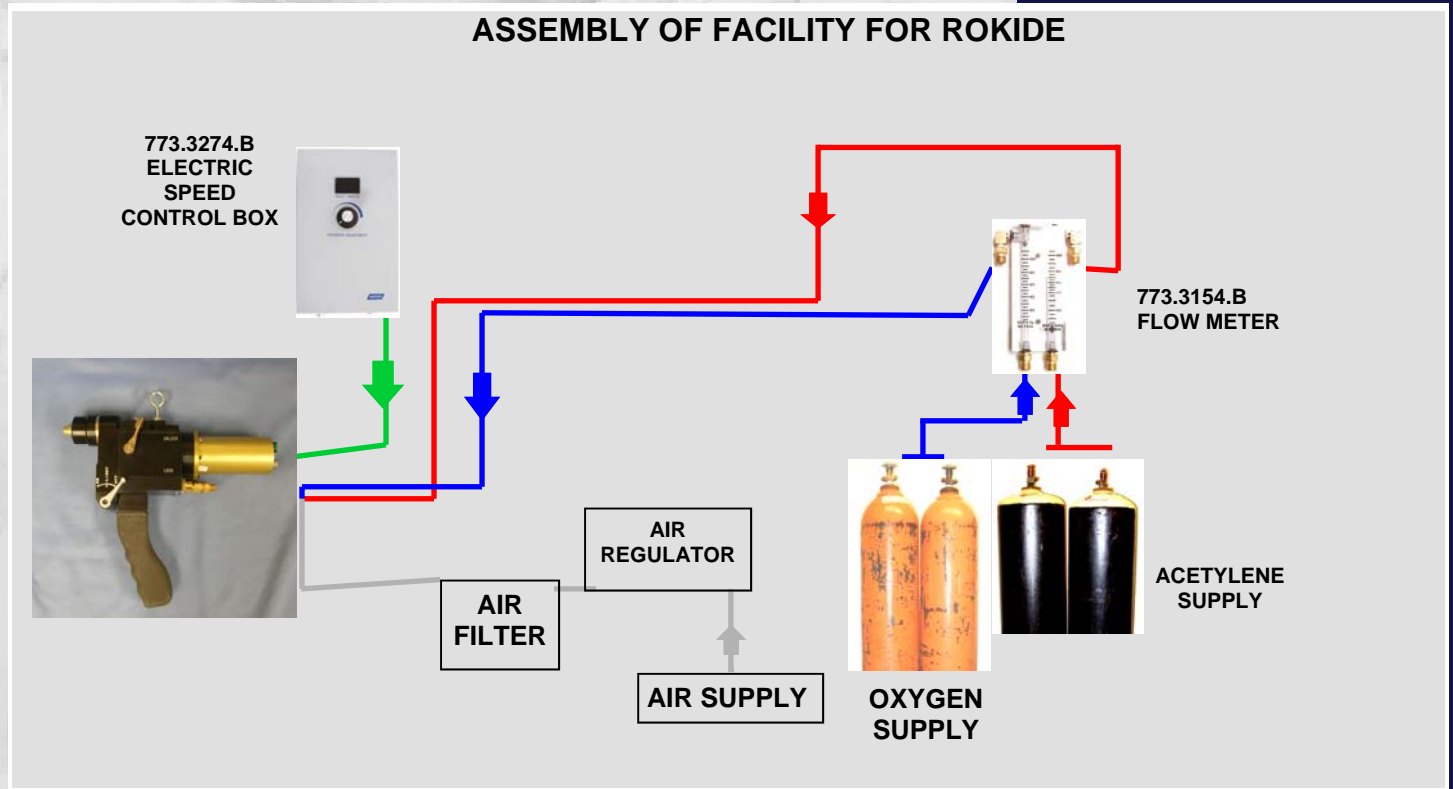 ASSEMBLY OF FACILITY FOR ROKIDE
773.3274.B
ELECTRIC
SPEED
CONTROL BOX
773.3154.B
FLOW METER
AIR
REGULATOR
AIR
FILTER
AIR SUPPLY
OXYGEN
SUPPLY
ACETYLENE
SUPPLY